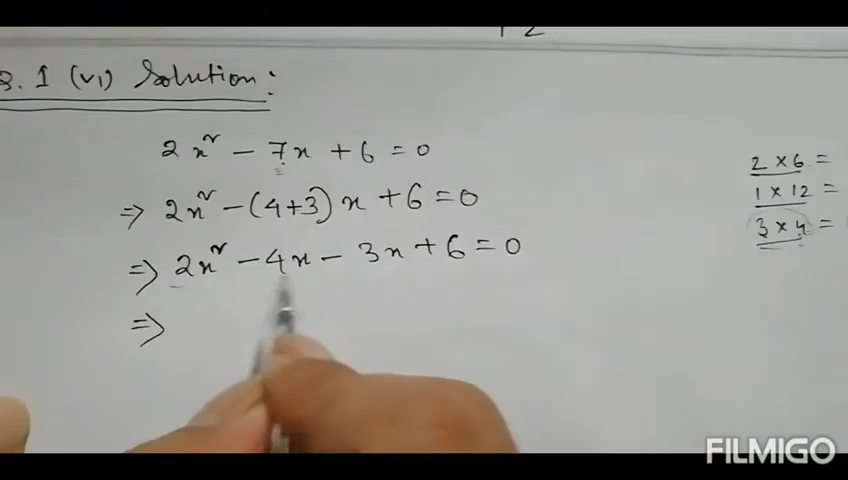 Q. 1 (vi) Solution:
2x² - 7x + 6 = 0
⇒ 2x² - (4+3) x + 6 = 0
⇒ 2x² - 4x - 3x + 6 = 0
⇒
2 × 6 =
1 × 12 =
3 × 4 =
FILMIGO